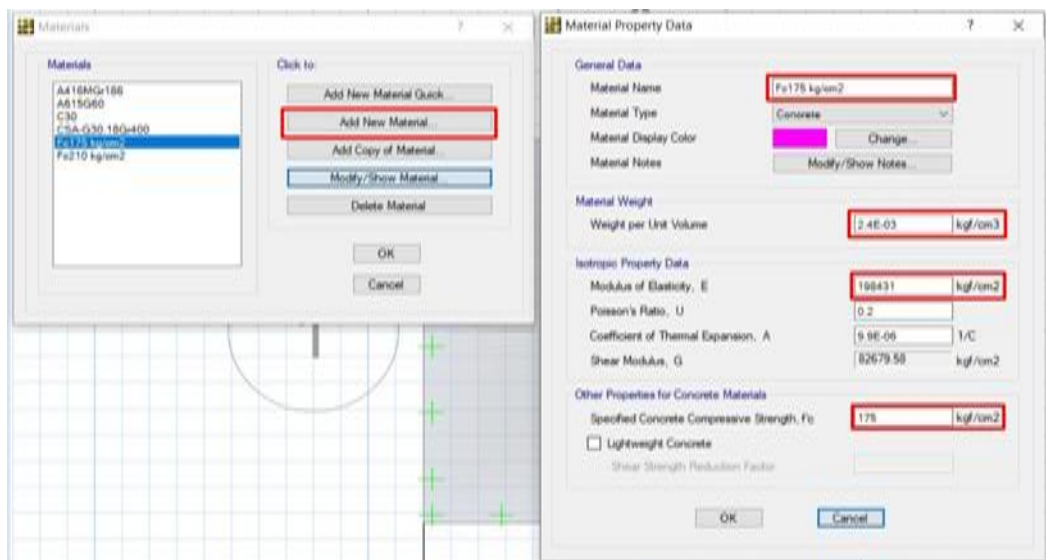 Materials
Materials
A416MGr186
A615G60
C30
CSA-G30.18Gr400
Fc175 kg/cm2
Fc210 kg/cm2
Click to:
Add New Material Quick...
Add New Material...
Add Copy of Material...
Modify/Show Material...
Delete Material
OK
Cancel
Material Property Data
General Data
Material Name Fc175 kg/cm2
Material Type Concrete
Material Display Color Change...
Material Notes Modify/Show Notes...
Material Weight
Weight per Unit Volume 2.4E-03 kgf/cm3
Isotropic Property Data
Modulus of Elasticity, E 198431 kgf/cm2
Poisson's Ratio, U 0.2
Coefficient of Thermal Expansion, A 9.9E-06 1/C
Shear Modulus, G 82679.58 kgf/cm2
Other Properties for Concrete Materials
Specified Concrete Compressive Strength, f'c 175 kgf/cm2
Lightweight Concrete
Shear Strength Reduction Factor
OK Cancel